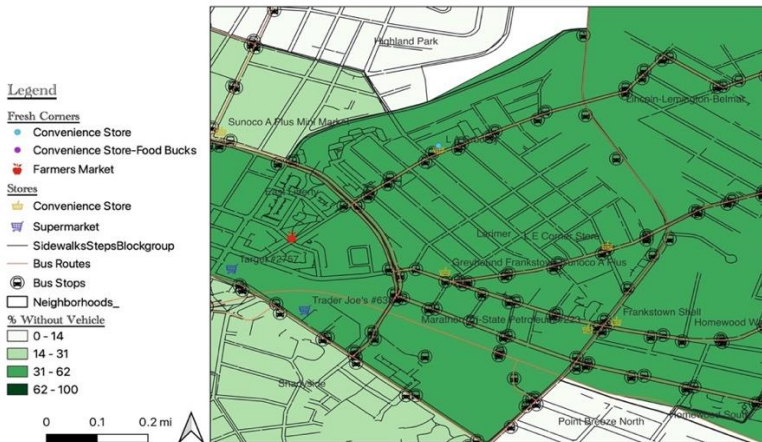 Highland Park
Legend
Fresh Corners
Convenience Store
Convenience Store-Food Bucks
Farmers Market
Stores
Convenience Store
Supermarket
SidewalksStepsBlockgroup
Bus Routes
Bus Stops
Neighborhoods_
% Without Vehicle
0 - 14
14 - 31
31 - 62
62 - 100
0 0.1 0.2 mi
Lincoln-Lemington-Belmar
Sunoco A Plus Mini Market
East Liberty
Larimer
E Corner Store
Target #2757
Greybound Frankstown Sunoco A Plus
Trader Joe's #63
Frankstown Shell
Homewood W
Shadyside
Point Breeze North
Homewood South